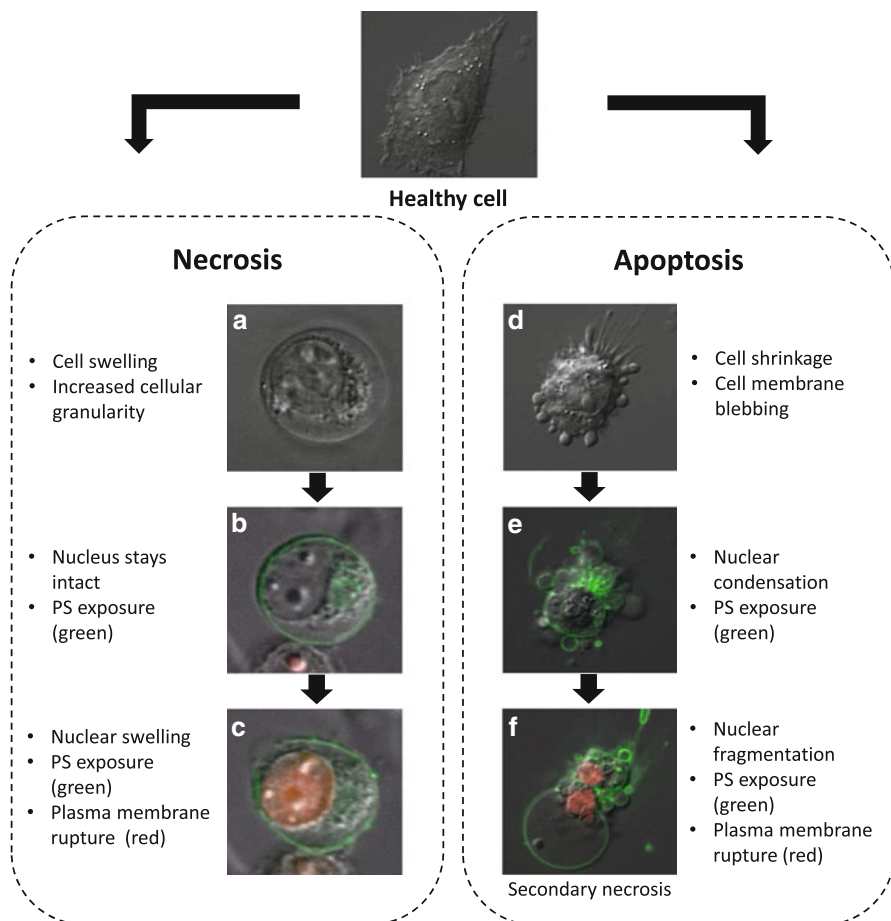 Healthy cell
Necrosis
a
• Cell swelling
• Increased cellular
granularity
b
• Nucleus stays
intact
• PS exposure
(green)
c
• Nuclear swelling
• PS exposure
(green)
• Plasma membrane
rupture (red)
Apoptosis
d
• Cell shrinkage
• Cell membrane
blebbing
e
• Nuclear
condensation
• PS exposure
(green)
f
• Nuclear
fragmentation
• PS exposure
(green)
• Plasma membrane
rupture (red)
Secondary necrosis